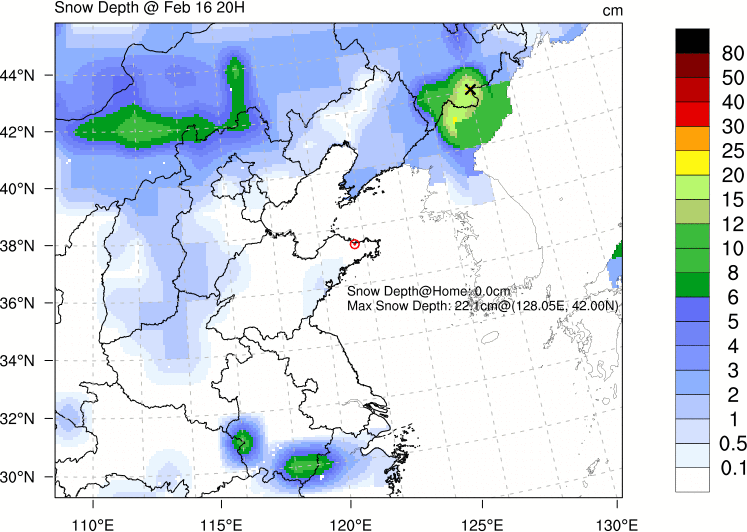 Snow Depth @ Feb 16 20H
cm
44°N
42°N
40°N
38°N
36°N
34°N
32°N
30°N
Snow Depth@Home: 0.0cm
Max Snow Depth: 22.1cm@(128.05E, 42.00N)
110°E 115°E 120°E 125°E 130°E
80
50
40
30
25
20
15
12
10
8
6
5
4
3
2
1
0.5
0.1